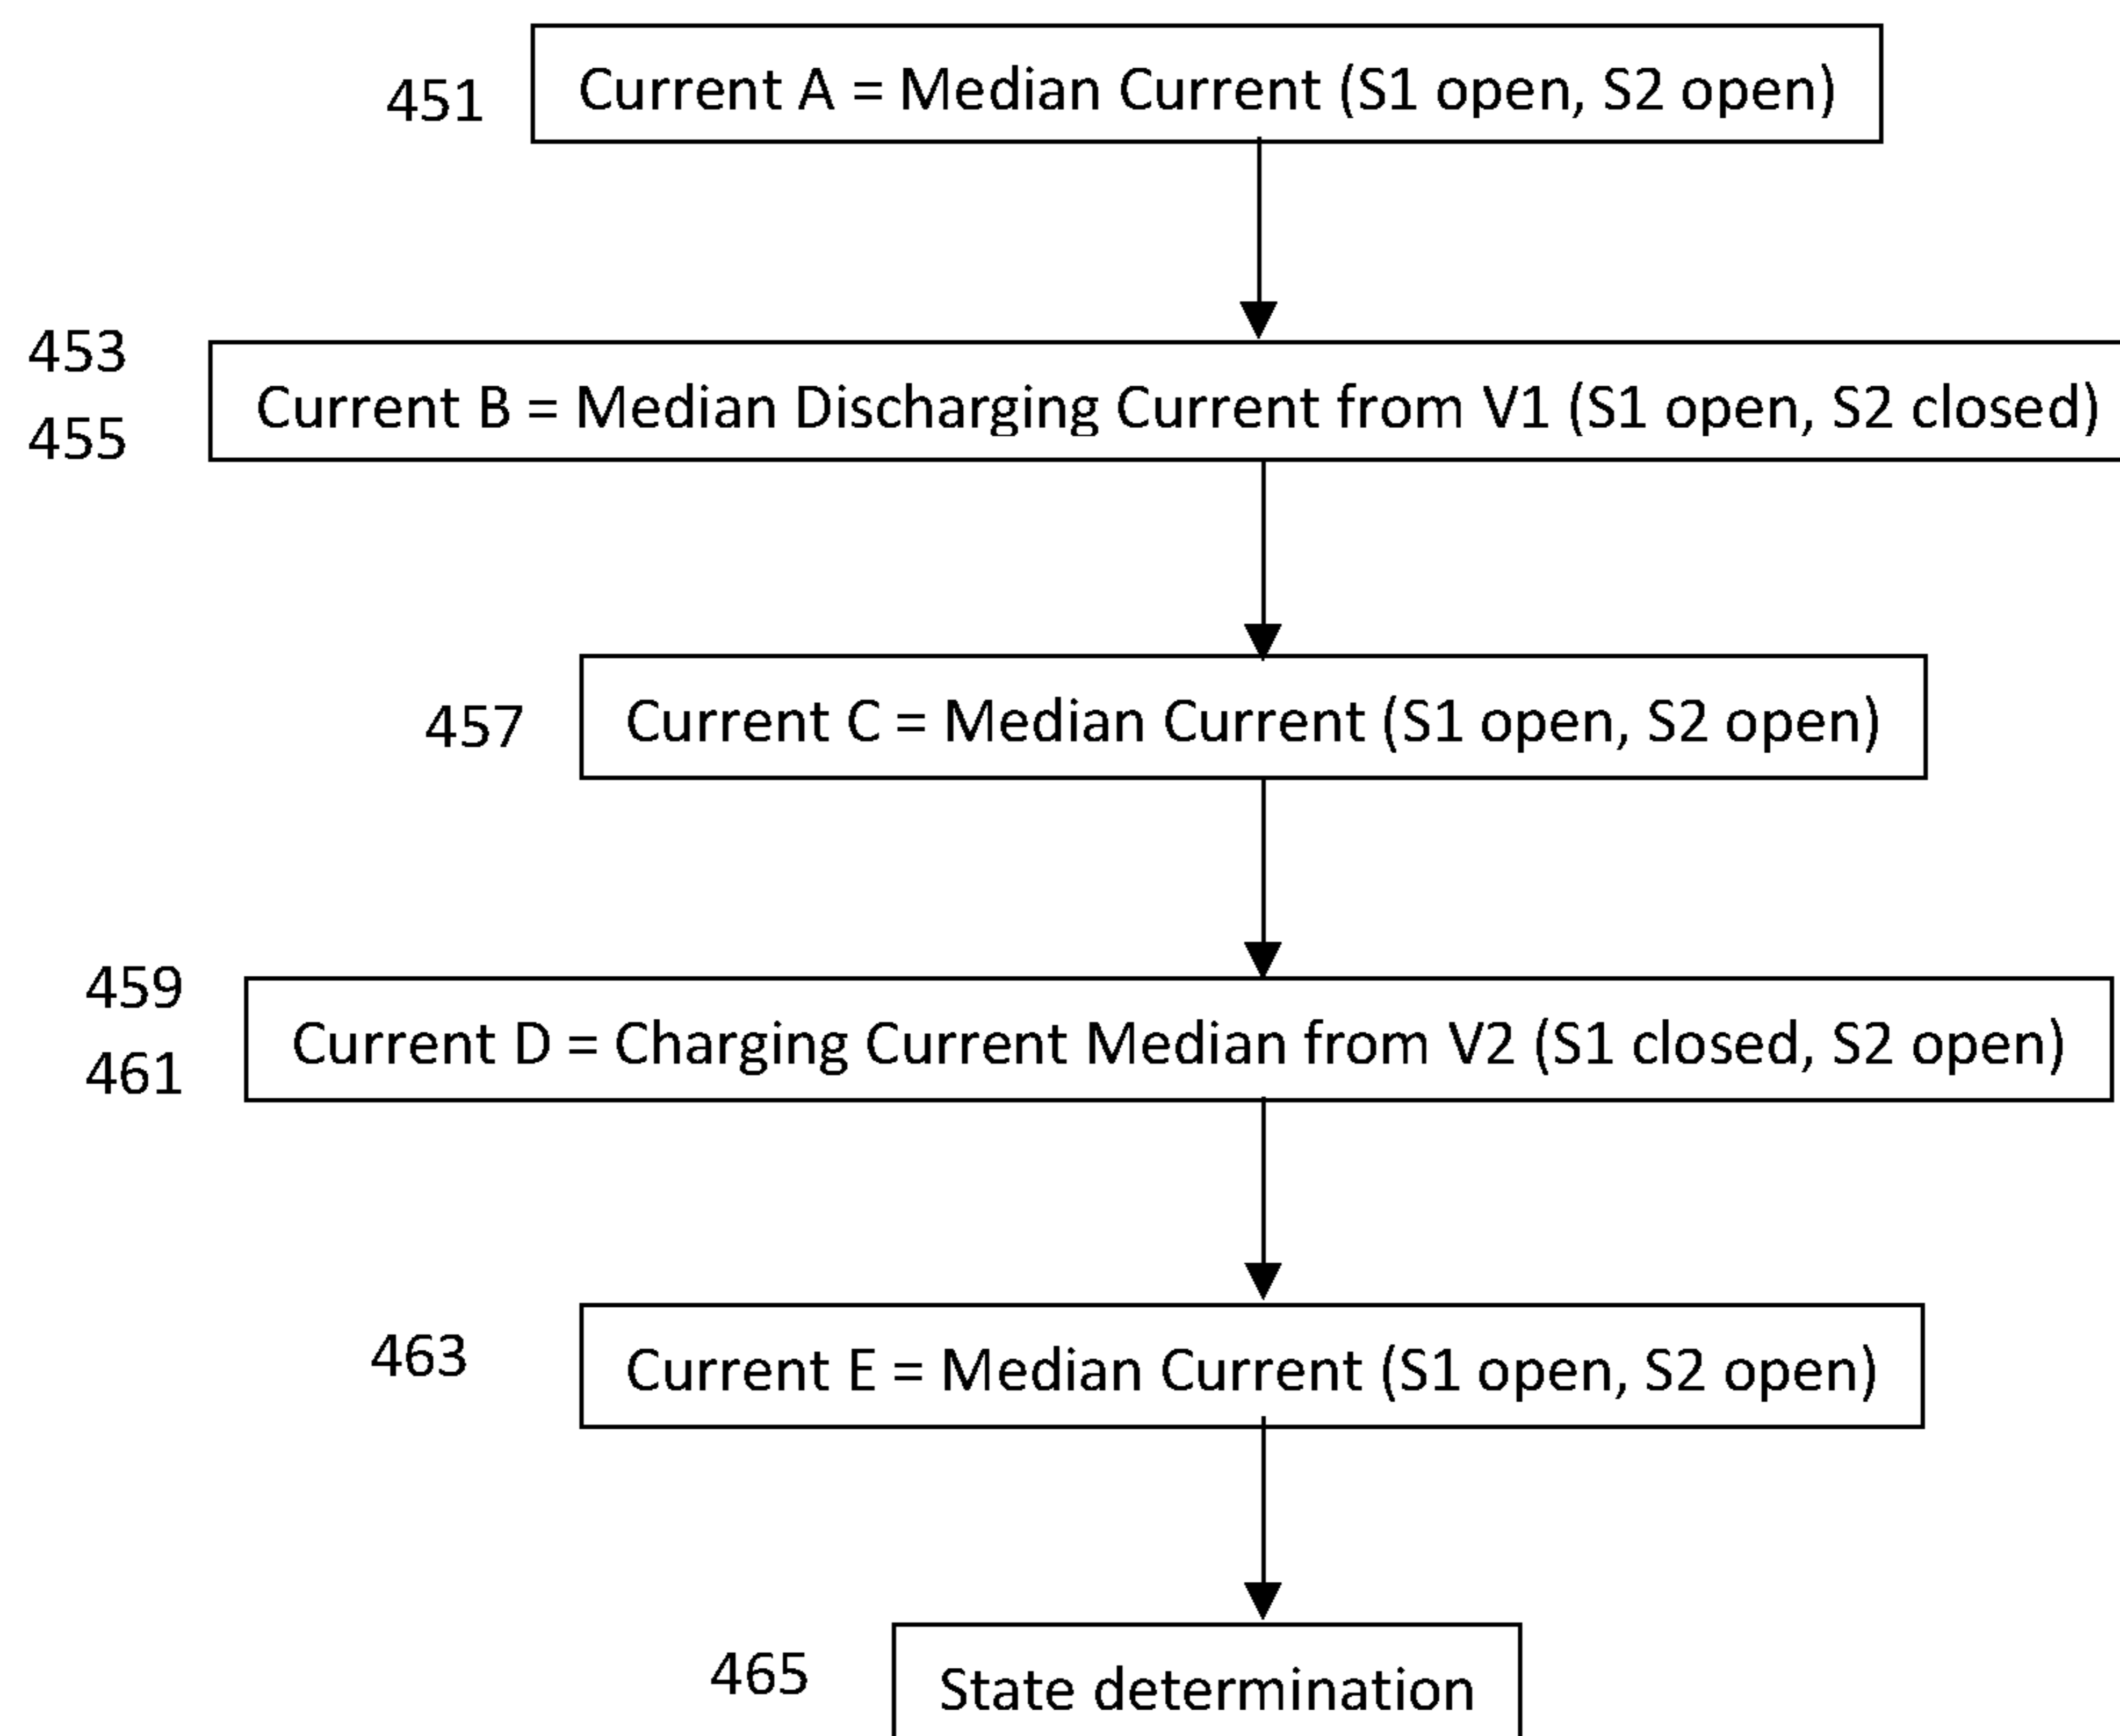 451
Current A = Median Current (S1 open, S2 open)
453
455
Current B = Median Discharging Current from V1 (S1 open, S2 closed)
457
Current C = Median Current (S1 open, S2 open)
459
461
Current D = Charging Current Median from V2 (S1 closed, S2 open)
463
Current E = Median Current (S1 open, S2 open)
465
State determination